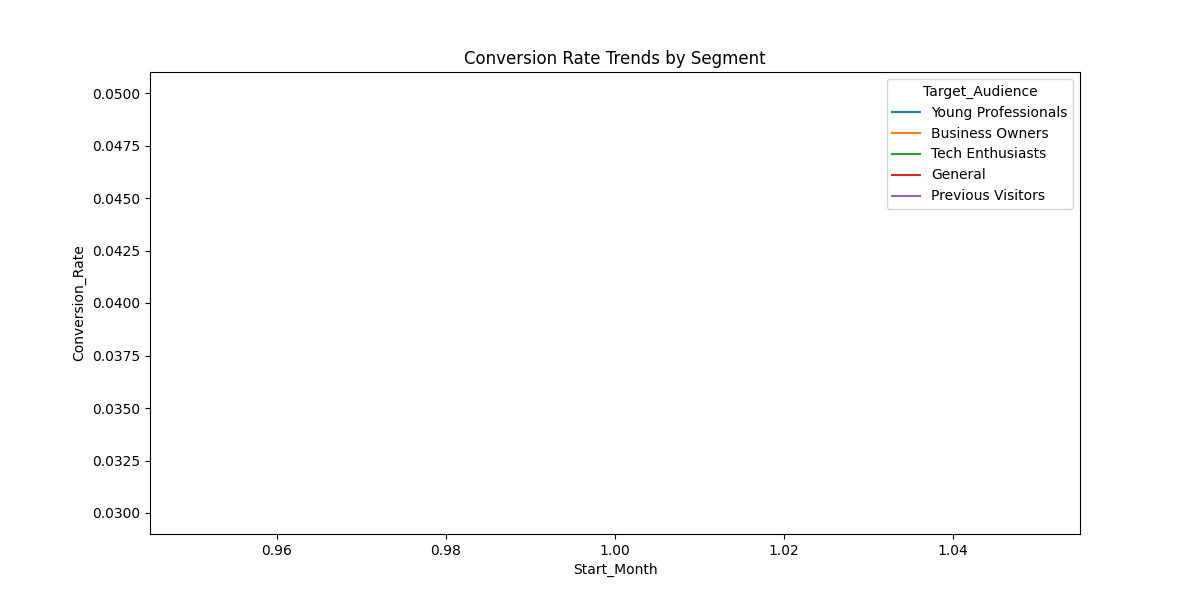 Conversion Rate Trends by Segment
Target_Audience
Young Professionals
Business Owners
Tech Enthusiasts
General
Previous Visitors
Conversion_Rate
0.0500
0.0475
0.0450
0.0425
0.0400
0.0375
0.0350
0.0325
0.0300
0.96 0.98 1.00 1.02 1.04
Start_Month